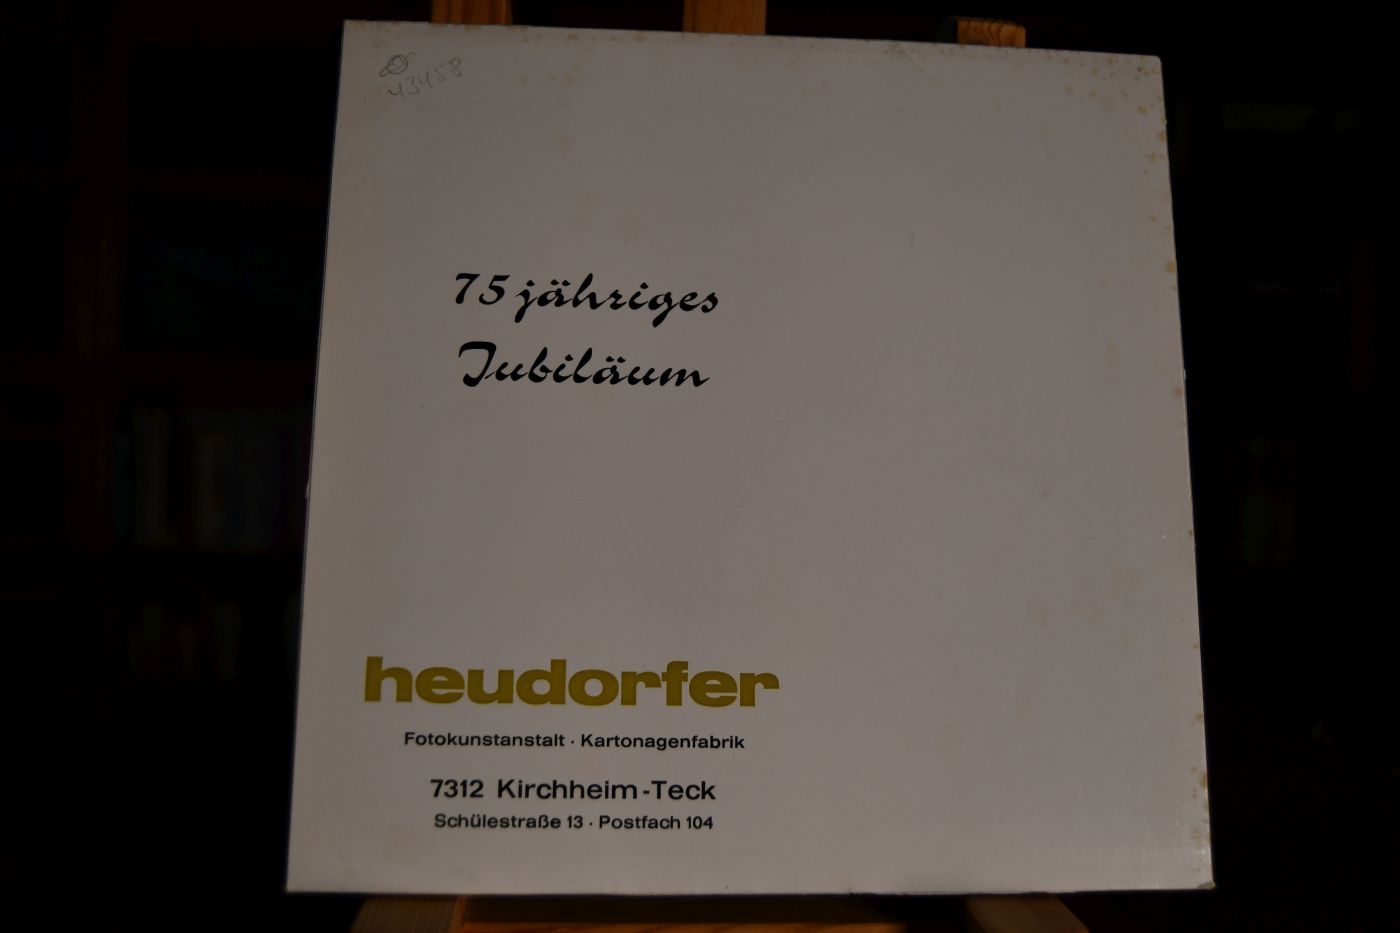 43458
75 jähriges
Jubiläum
heudorfer
Fotokunstanstalt · Kartonagenfabrik
7312 Kirchheim-Teck
Schülestraße 13 · Postfach 104